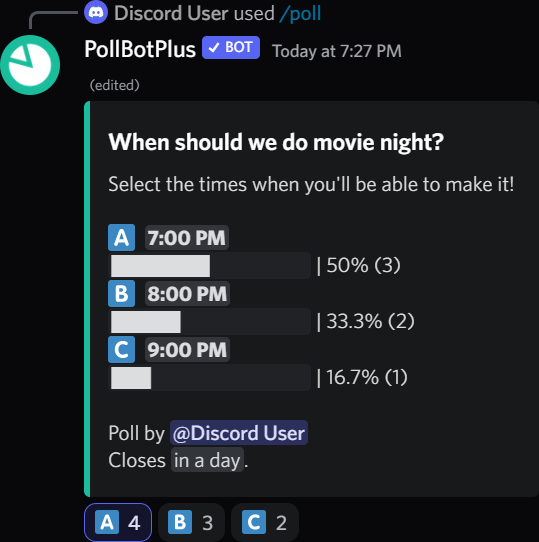 Discord User used /poll
PollBotPlus ✓ BOT Today at 7:27 PM
(edited)
When should we do movie night?
Select the times when you'll be able to make it!
A 7:00 PM
| 50% (3)
B 8:00 PM
| 33.3% (2)
C 9:00 PM
| 16.7% (1)
Poll by @Discord User
Closes in a day.
A 4 B 3 C 2